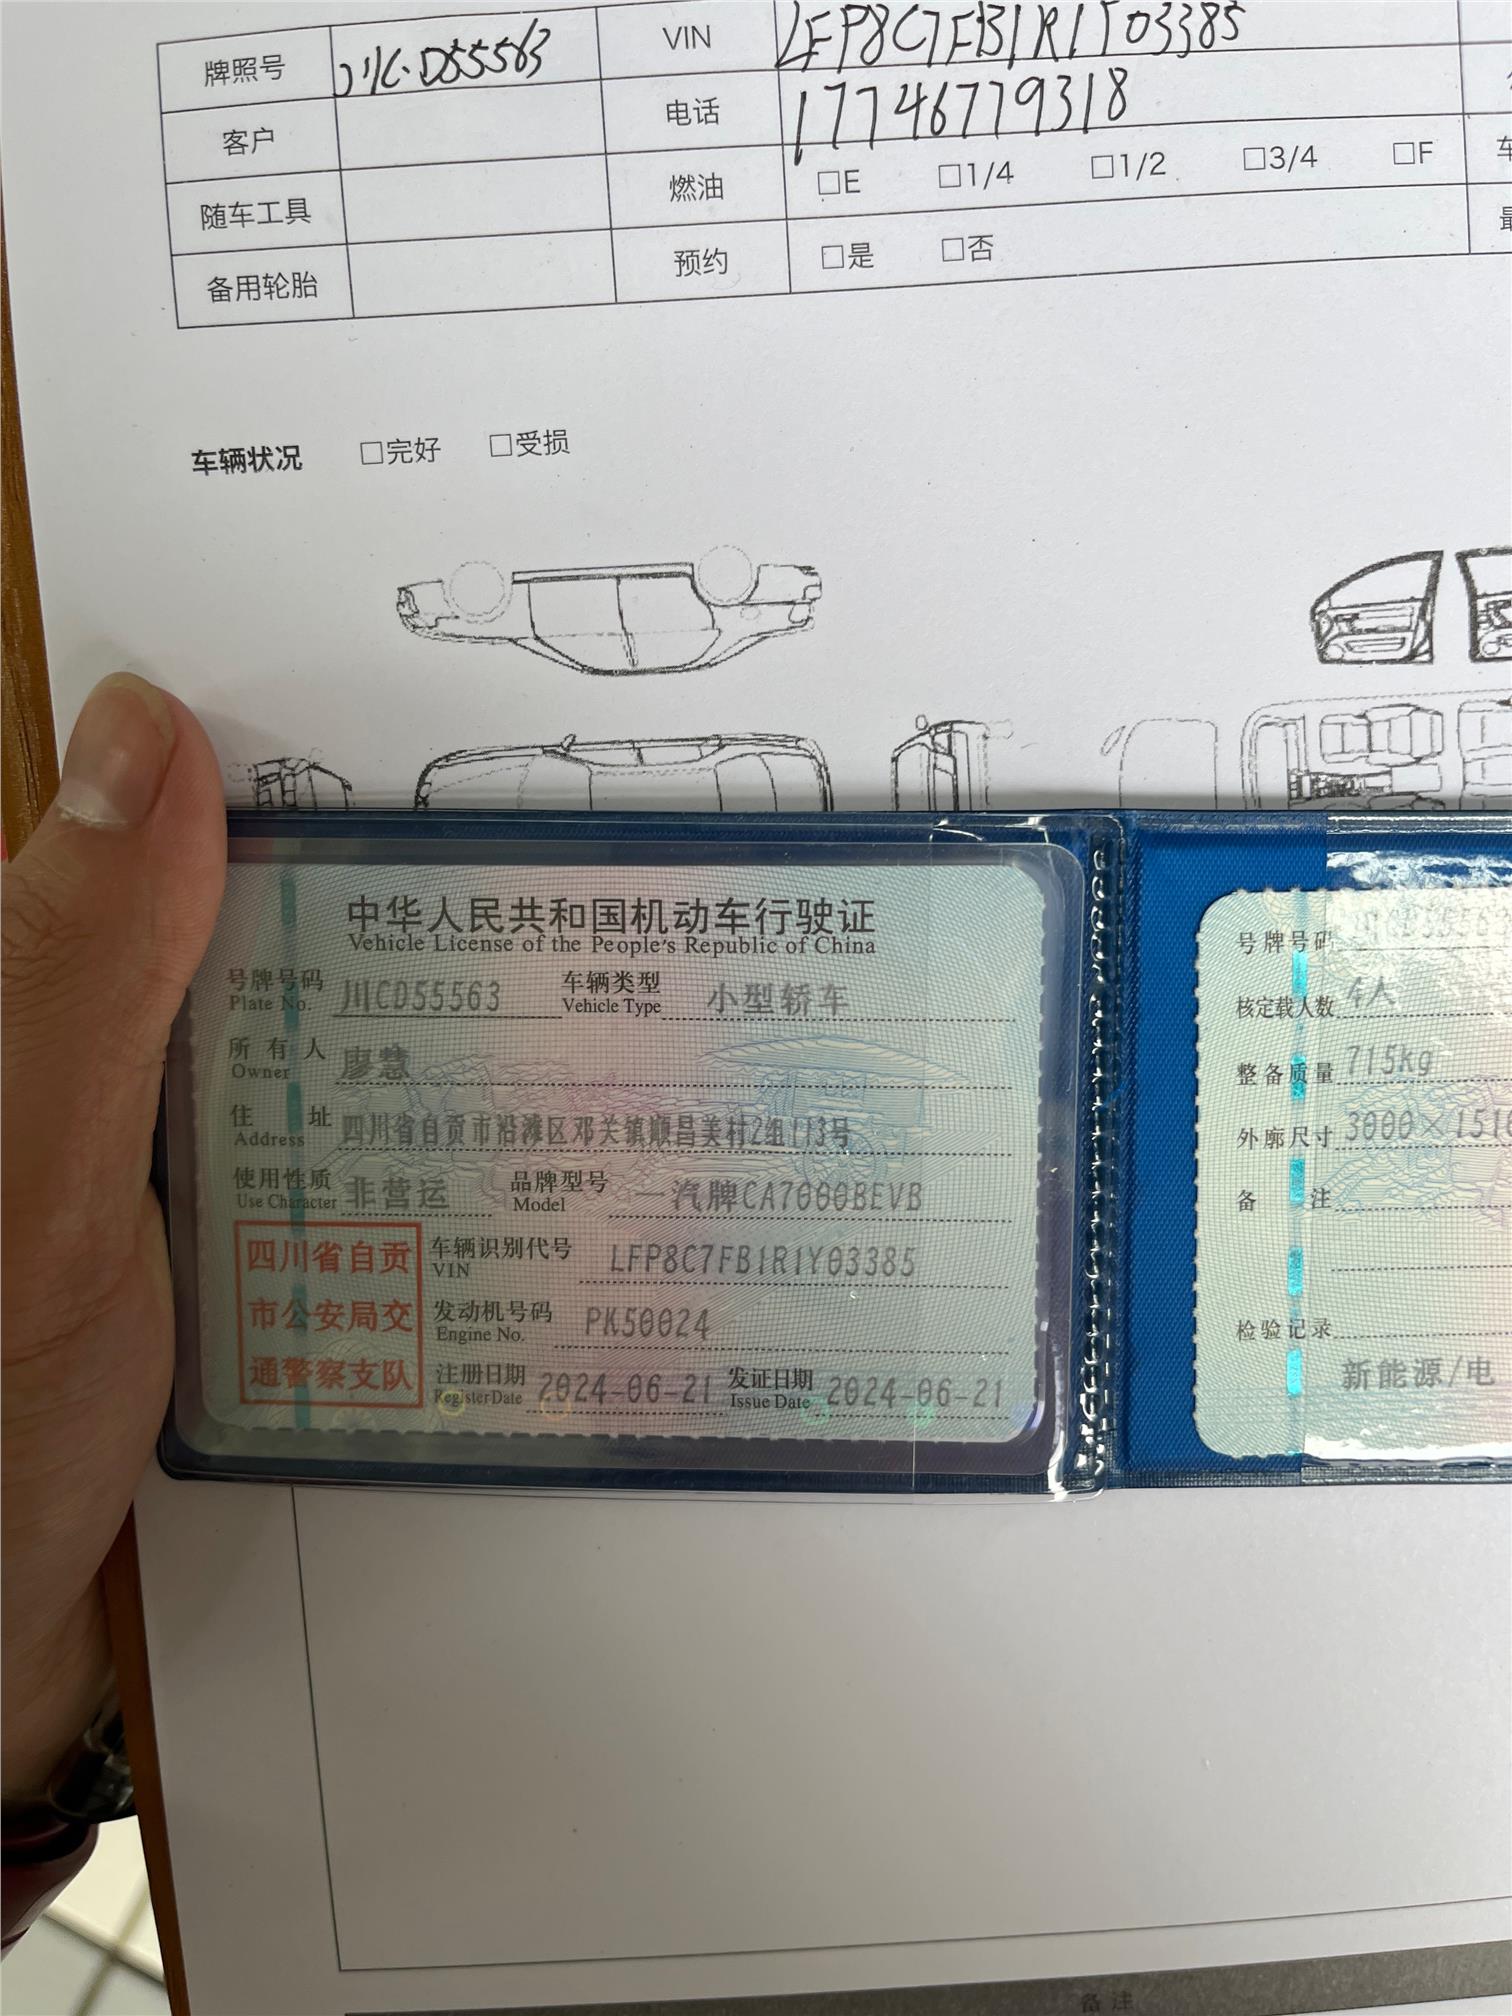 牌照号 川C·D55563 VIN LFP8C7FB1R1Y03385
客户 电话 17746779318
随车工具 燃油 □E □1/4 □1/2 □3/4 □F 车
备用轮胎 预约 □是 □否
车辆状况 □完好 □受损
中华人民共和国机动车行驶证
Vehicle License of the People's Republic of China
号牌号码 川CD55563 车辆类型 小型轿车
Plate No. Vehicle Type
所有人 廖慧
Owner
住址 四川省自贡市沿滩区邓关镇顺昌美村2组113号
Address
使用性质 非营运 品牌型号 一汽牌CA7000BEVB
Use Character Model
四川省自贡
市公安局交
通警察支队
车辆识别代号 LFP8C7FB1R1Y03385
VIN
发动机号码 PK50024
Engine No.
注册日期 2024-06-21 发证日期 2024-06-21
Register Date Issue Date
号牌号码 川CD5556
核定载人数 4人
整备质量 715kg
外廓尺寸 3000×151
备注
检验记录
新能源/电
备注